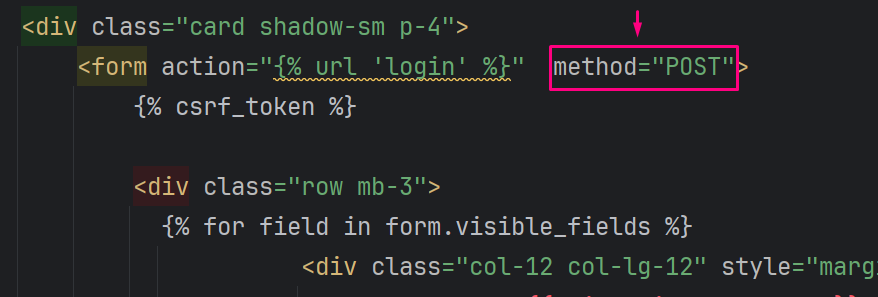 <div class="card shadow-sm p-4">
<form action="{% url 'login' %}" method="POST">
{% csrf_token %}
<div class="row mb-3">
{% for field in form.visible_fields %}
<div class="col-12 col-lg-12" style="margi